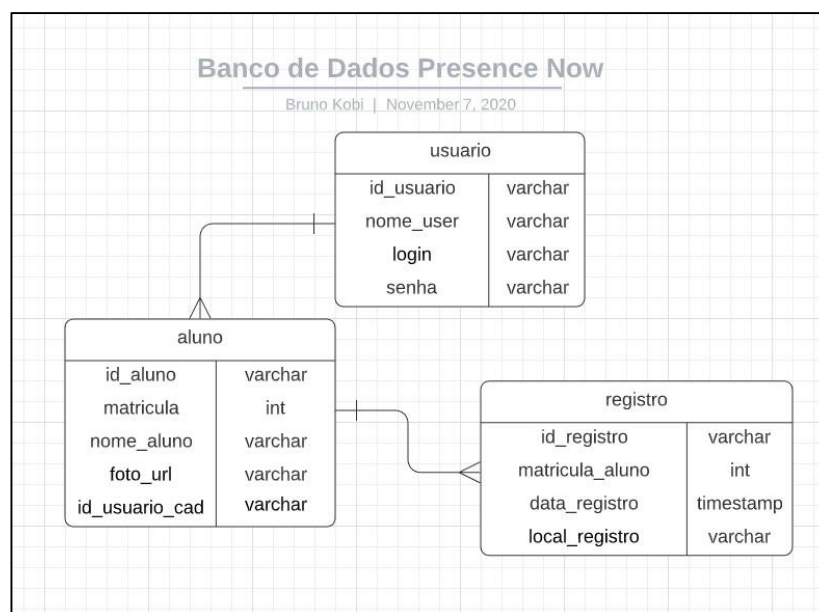 Banco de Dados Presence Now
Bruno Kobi | November 7, 2020
usuario
id_usuario varchar
nome_user varchar
login varchar
senha varchar
aluno
id_aluno varchar
matricula int
nome_aluno varchar
foto_url varchar
id_usuario_cad varchar
registro
id_registro varchar
matricula_aluno int
data_registro timestamp
local_registro varchar